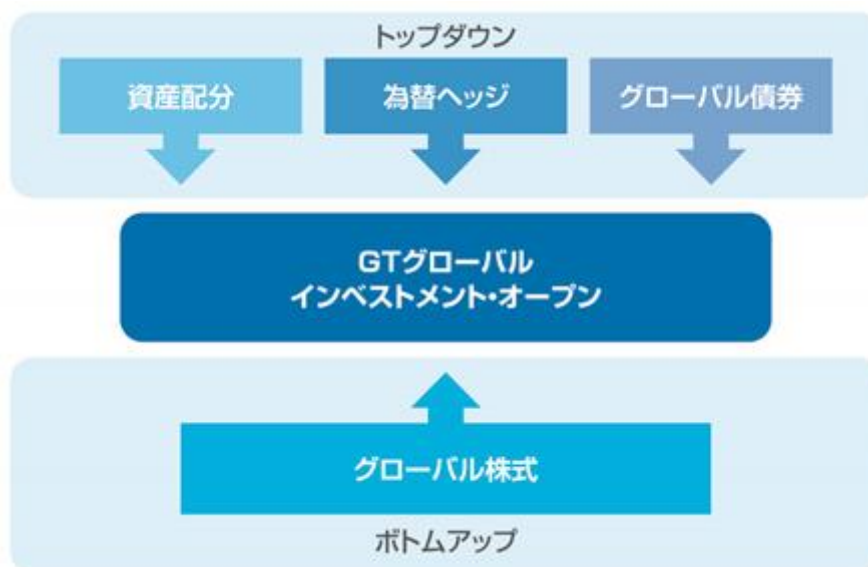 トップダウン
資産配分
為替ヘッジ
グローバル債券
GTグローバル
インベストメント・オープン
グローバル株式
ボトムアップ